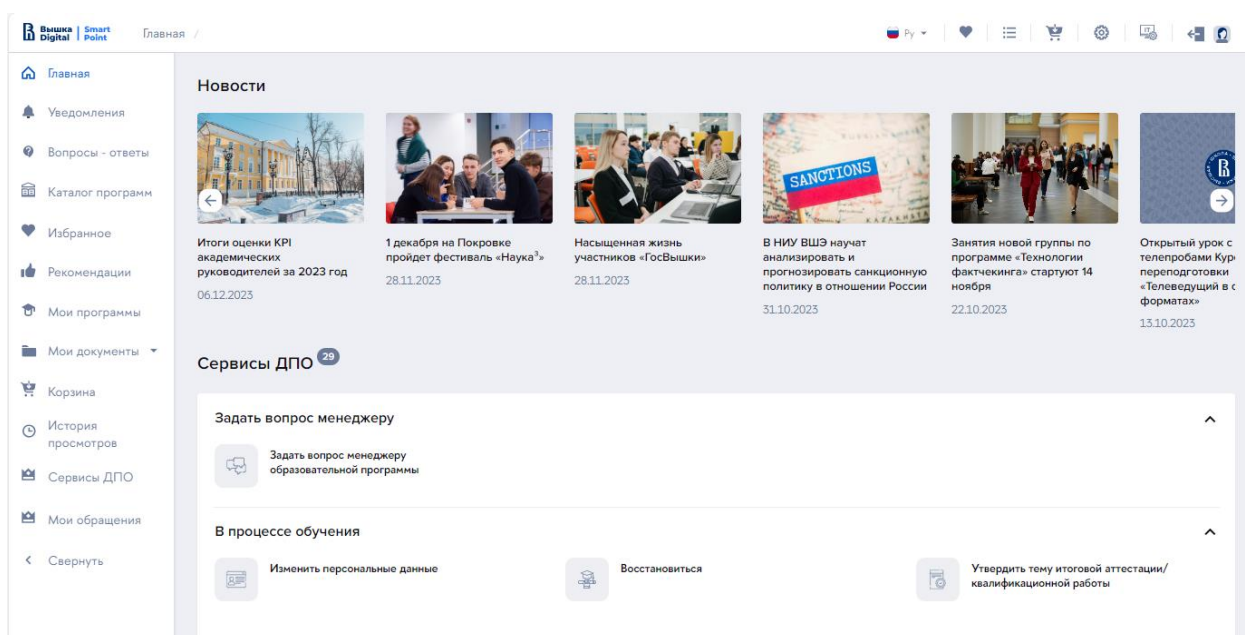 Вышка Digital | Smart Point
Главная /
Ру
Главная
Уведомления
Вопросы - ответы
Каталог программ
Избранное
Рекомендации
Мои программы
Мои документы
Корзина
История
просмотров
Сервисы ДПО
Мои обращения
Свернуть
Новости
SANCTIONS
Итоги оценки KPI
академических
руководителей за 2023 год
06.12.2023
1 декабря на Покровке
пройдет фестиваль «Наука³»
28.11.2023
Насыщенная жизнь
участников «ГосВышки»
28.11.2023
В НИУ ВШЭ научат
анализировать и
прогнозировать санкционную
политику в отношении России
31.10.2023
Занятия новой группы по
программе «Технологии
фактчекинга» стартуют 14
ноября
22.10.2023
Открытый урок с
телепробами Кур
переподготовки
«Телеведущий в с
форматах»
13.10.2023
Сервисы ДПО 29
Задать вопрос менеджеру
Задать вопрос менеджеру
образовательной программы
В процессе обучения
Изменить персональные данные
Восстановиться
Утвердить тему итоговой аттестации/
квалификационной работы